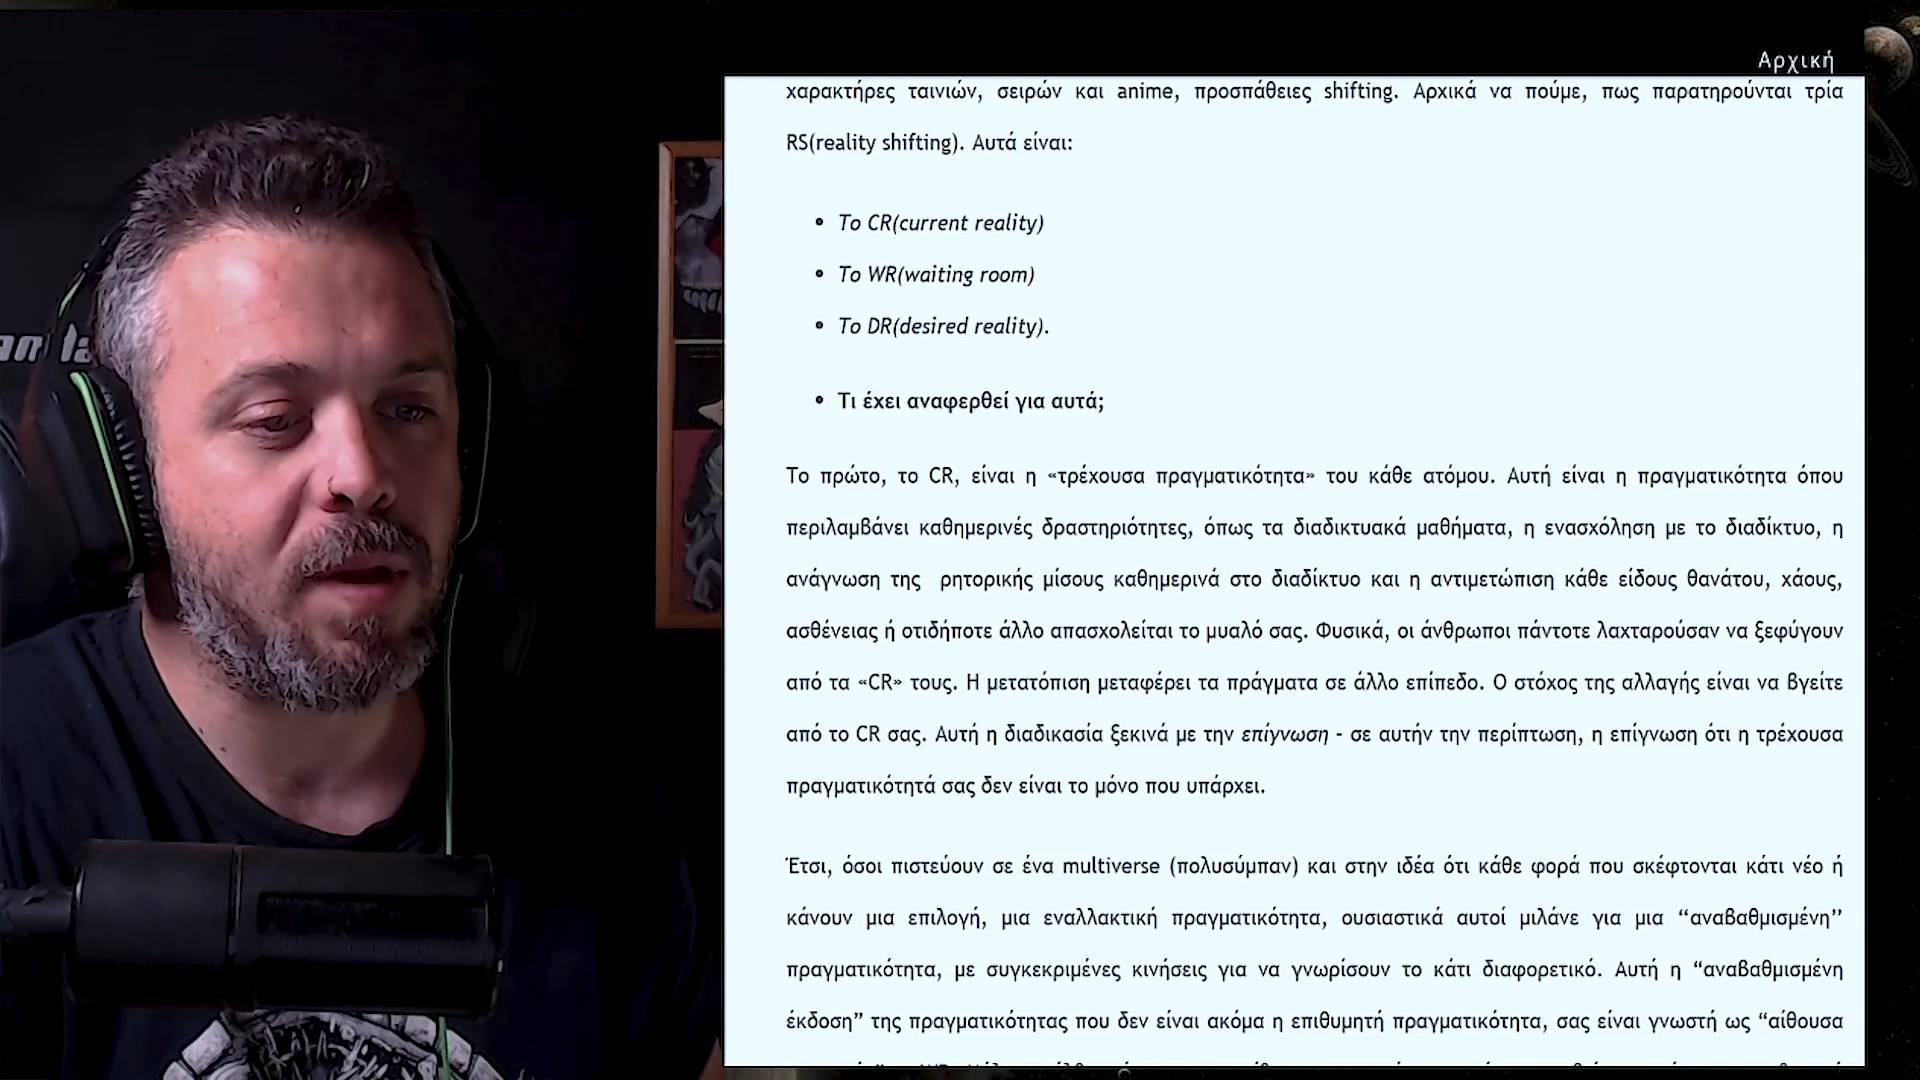 Αρχική
χαρακτήρες ταινιών, σειρών και anime, προσπάθειες shifting. Αρχικά να πούμε, πως παρατηρούνται τρία
RS(reality shifting). Αυτά είναι:
• Το CR(current reality)
• Το WR(waiting room)
• Το DR(desired reality).
• Τι έχει αναφερθεί για αυτά;
Το πρώτο, το CR, είναι η «τρέχουσα πραγματικότητα» του κάθε ατόμου. Αυτή είναι η πραγματικότητα όπου
περιλαμβάνει καθημερινές δραστηριότητες, όπως τα διαδικτυακά μαθήματα, η ενασχόληση με το διαδίκτυο, η
ανάγνωση της ρητορικής μίσους καθημερινά στο διαδίκτυο και η αντιμετώπιση κάθε είδους θανάτου, χάους,
ασθένειας ή οτιδήποτε άλλο απασχολείται το μυαλό σας. Φυσικά, οι άνθρωποι πάντοτε λαχταρούσαν να ξεφύγουν
από τα «CR» τους. Η μετατόπιση μεταφέρει τα πράγματα σε άλλο επίπεδο. Ο στόχος της αλλαγής είναι να βγείτε
από το CR σας. Αυτή η διαδικασία ξεκινά με την επίγνωση - σε αυτήν την περίπτωση, η επίγνωση ότι η τρέχουσα
πραγματικότητά σας δεν είναι το μόνο που υπάρχει.
Έτσι, όσοι πιστεύουν σε ένα multiverse (πολυσύμπαν) και στην ιδέα ότι κάθε φορά που σκέφτονται κάτι νέο ή
κάνουν μια επιλογή, μια εναλλακτική πραγματικότητα, ουσιαστικά αυτοί μιλάνε για μια “αναβαθμισμένη”
πραγματικότητα, με συγκεκριμένες κινήσεις για να γνωρίσουν το κάτι διαφορετικό. Αυτή η “αναβαθμισμένη
έκδοση” της πραγματικότητας που δεν είναι ακόμα η επιθυμητή πραγματικότητα, σας είναι γνωστή ως “αίθουσα